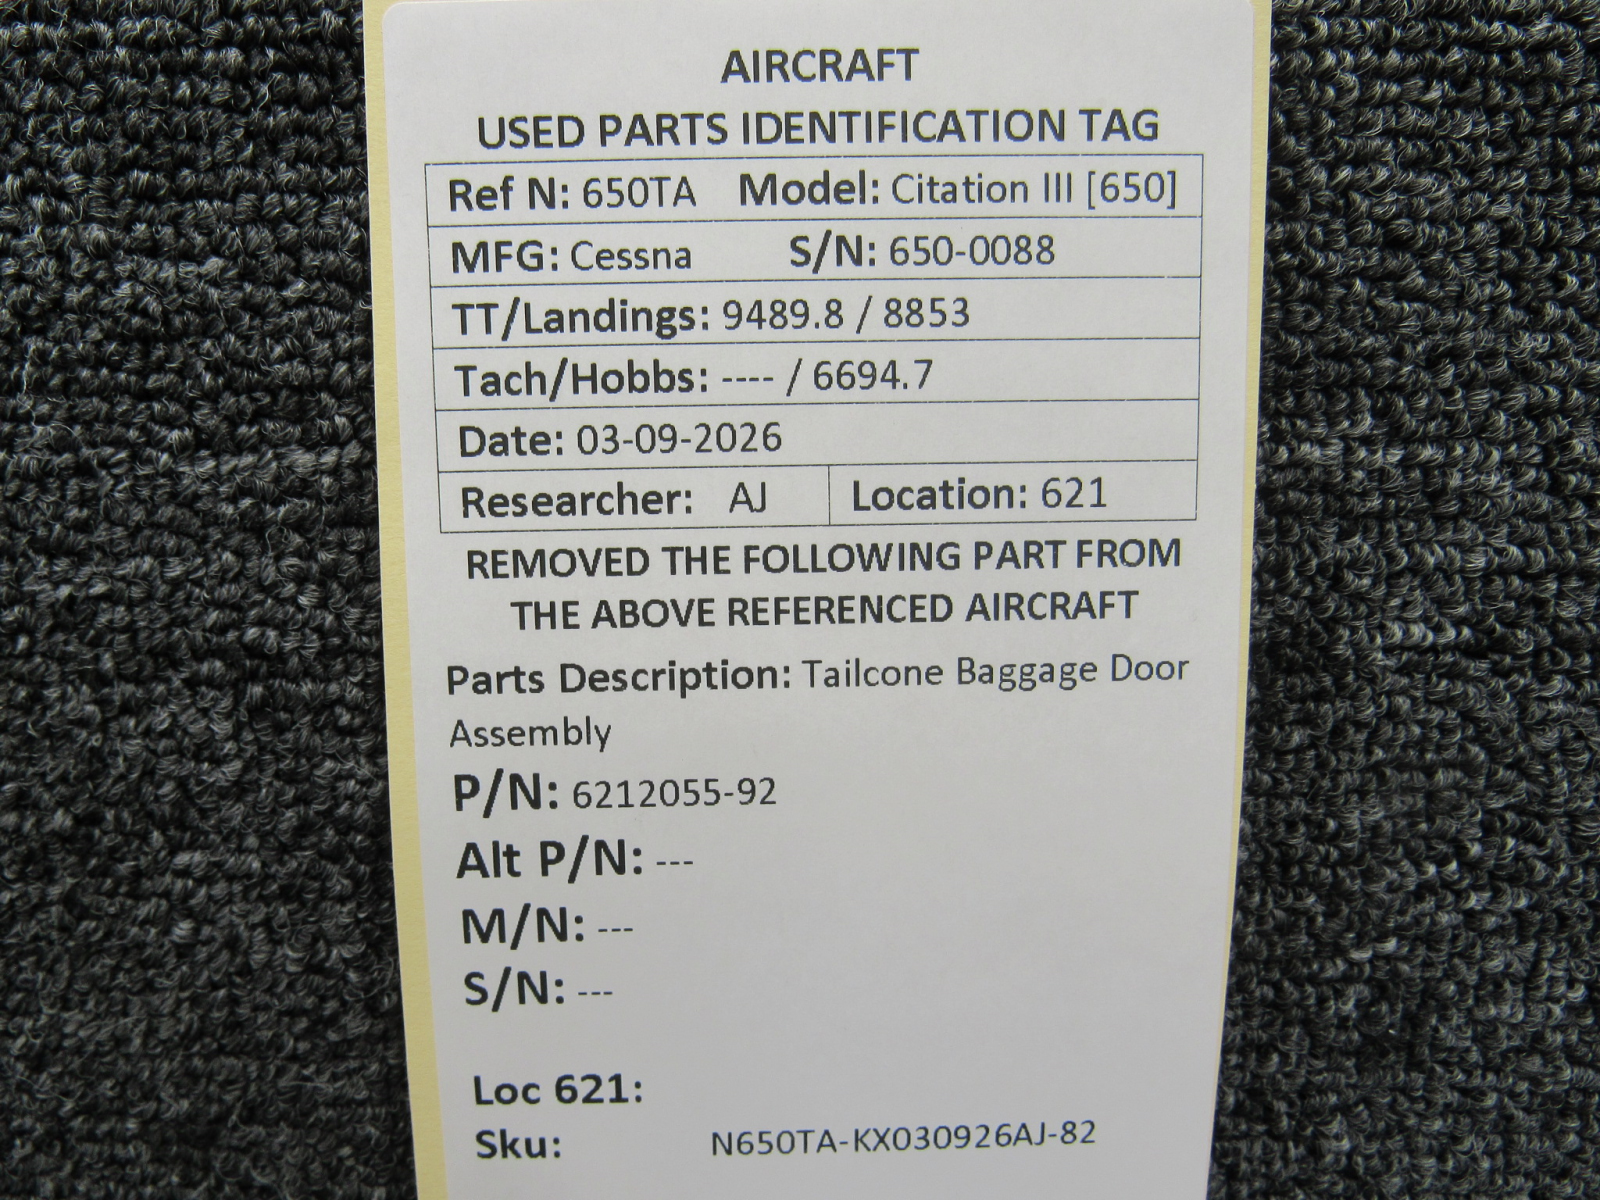 AIRCRAFT
USED PARTS IDENTIFICATION TAG
Ref N: 650TA Model: Citation III [650]
MFG: Cessna S/N: 650-0088
TT/Landings: 9489.8 / 8853
Tach/Hobbs: ---- / 6694.7
Date: 03-09-2026
Researcher: AJ Location: 621
REMOVED THE FOLLOWING PART FROM
THE ABOVE REFERENCED AIRCRAFT
Parts Description: Tailcone Baggage Door
Assembly
P/N: 6212055-92
Alt P/N: ---
M/N: ---
S/N: ---
Loc 621:
Sku: N650TA-KX030926AJ-82